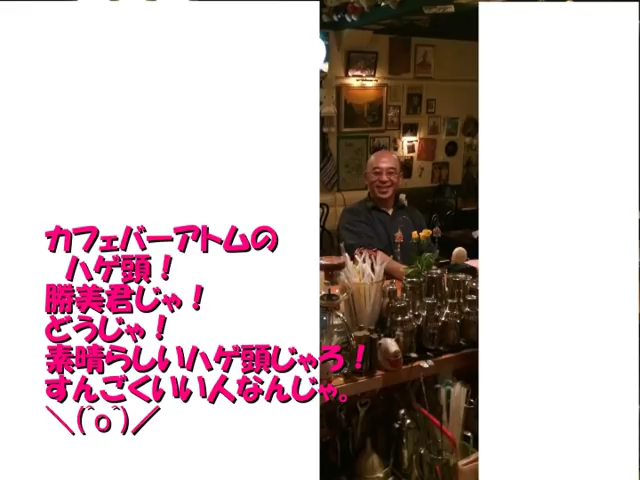 カフェバーアトムの
ハゲ頭！
勝美君じゃ！
どうじゃ！
素晴らしいハゲ頭じゃろ！
すんごくいい人なんじゃ。
＼(^o^)／